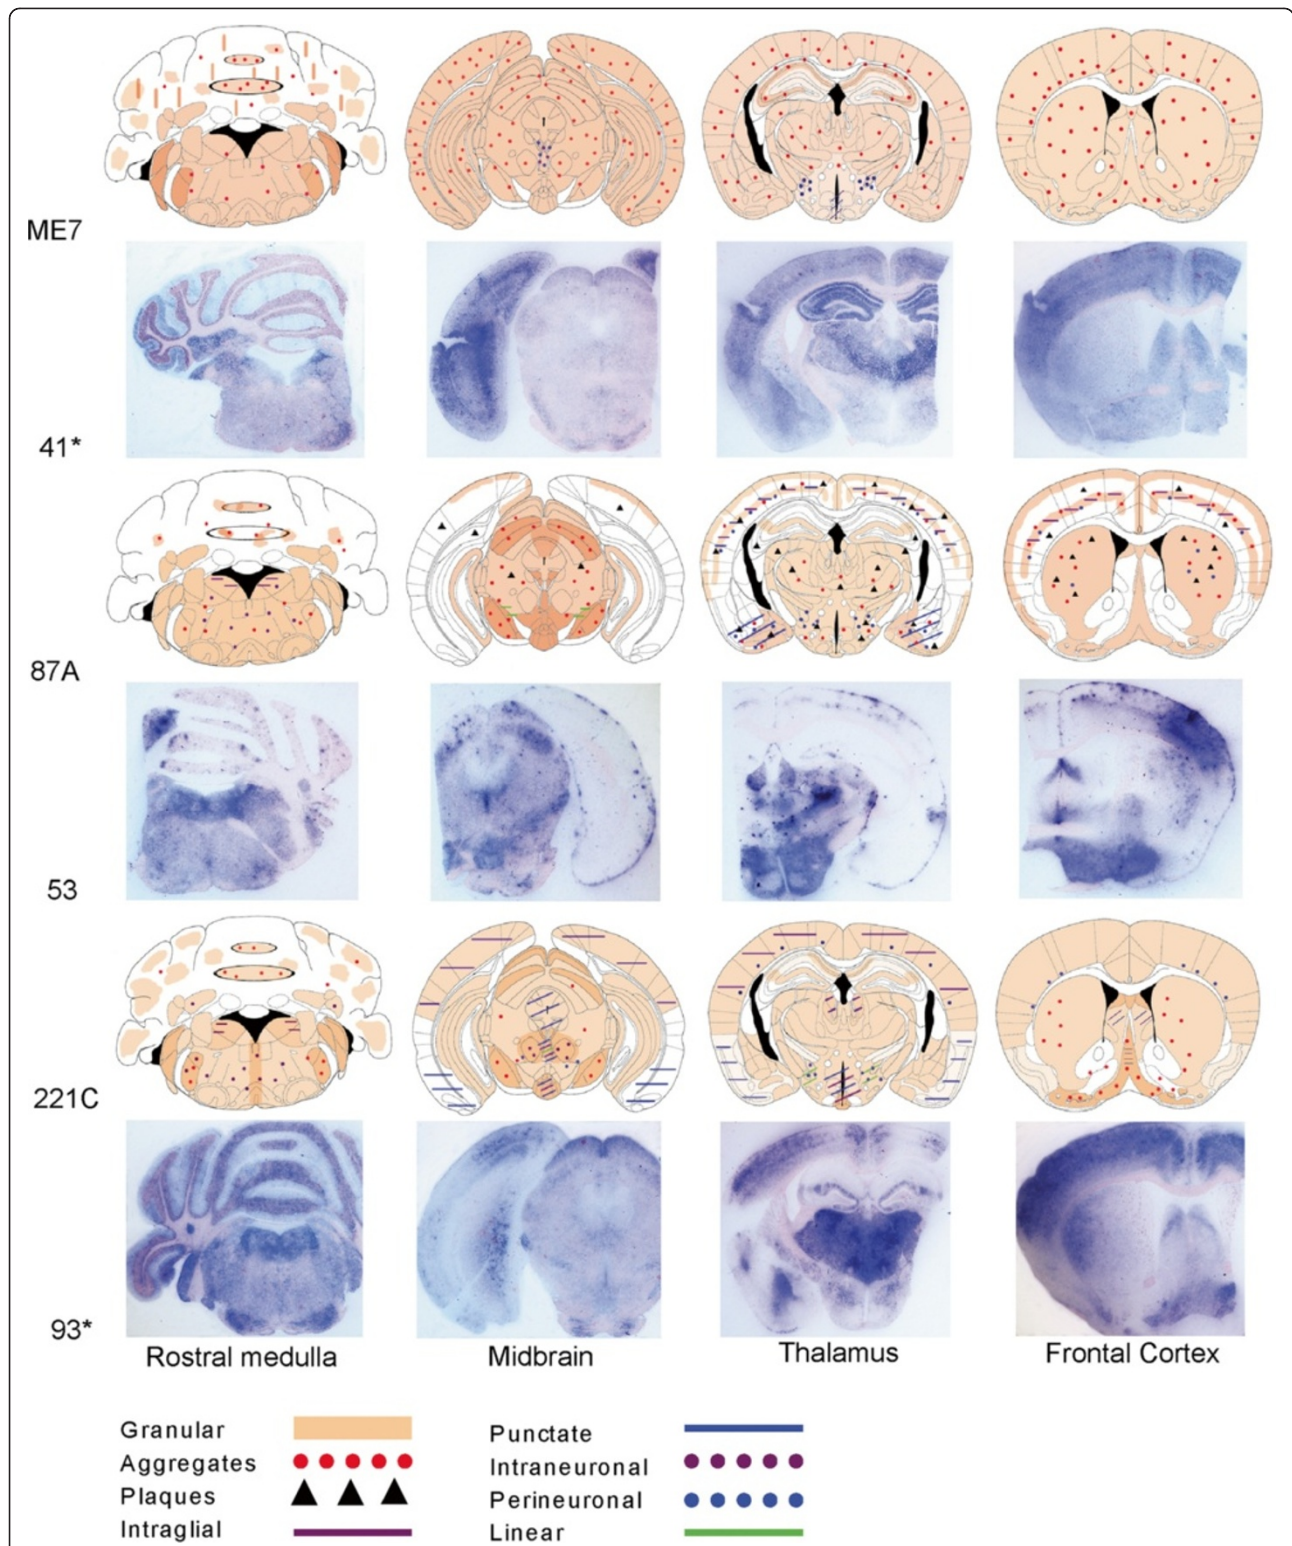 ME7
41*
87A
53
221C
93*
Rostral medulla Midbrain Thalamus Frontal Cortex
Granular Punctate
Aggregates Intraneuronal
Plaques Perineuronal
Intraglial Linear